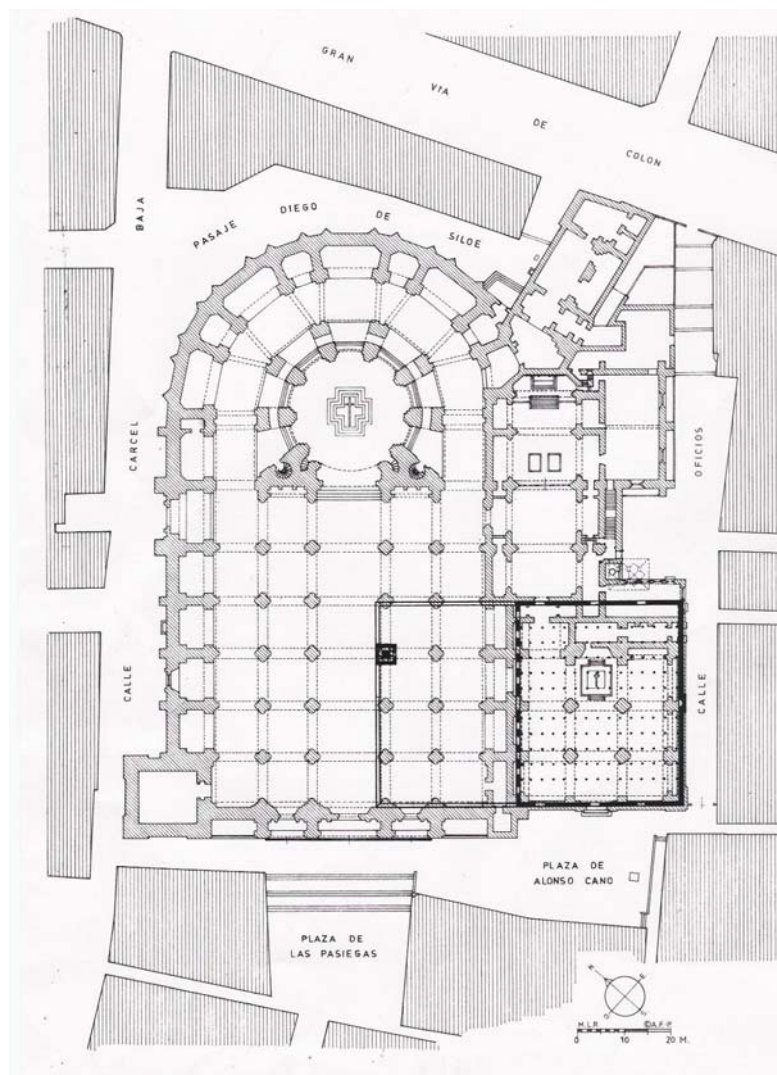 GRAN VIA DE COLON
PASAJE DIEGO DE SILOE
BAJA
CARCEL
CALLE
OFICIOS
CALLE
PLAZA DE
ALONSO CANO
PLAZA DE
LAS PASIEGAS
M.L.R. ©A.F.P.
0 10 20 M.